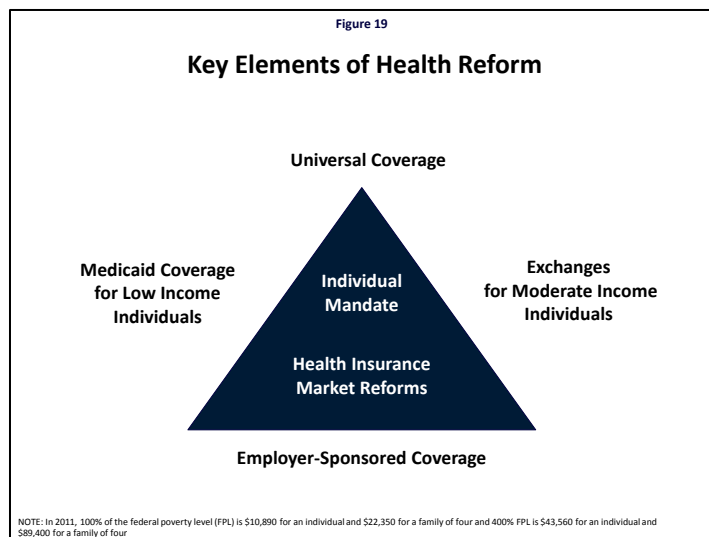 Figure 19
Key Elements of Health Reform
Universal Coverage
Medicaid Coverage
for Low Income
Individuals
Individual
Mandate
Exchanges
for Moderate Income
Individuals
Health Insurance
Market Reforms
Employer-Sponsored Coverage
NOTE: In 2011, 100% of the federal poverty level (FPL) is $10,890 for an individual and $22,350 for a family of four and 400% FPL is $43,560 for an individual and
$89,400 for a family of four